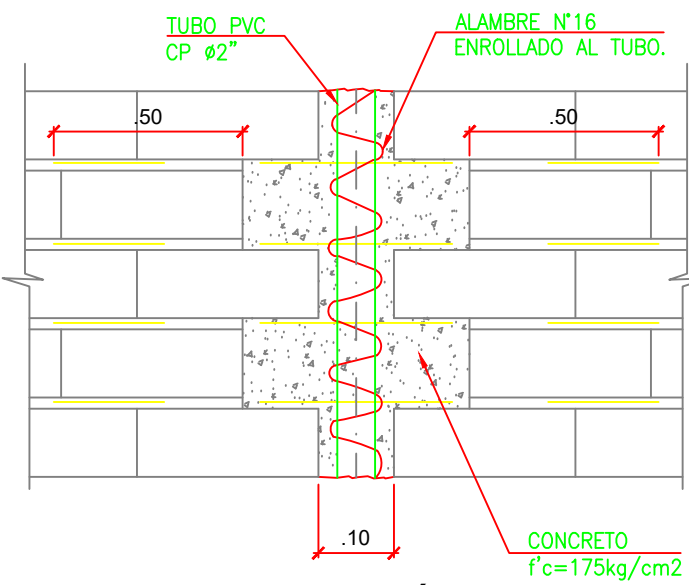 TUBO PVC
CP ø2"
ALAMBRE N°16
ENROLLADO AL TUBO.
.50
.50
.10
CONCRETO
f'c=175kg/cm2